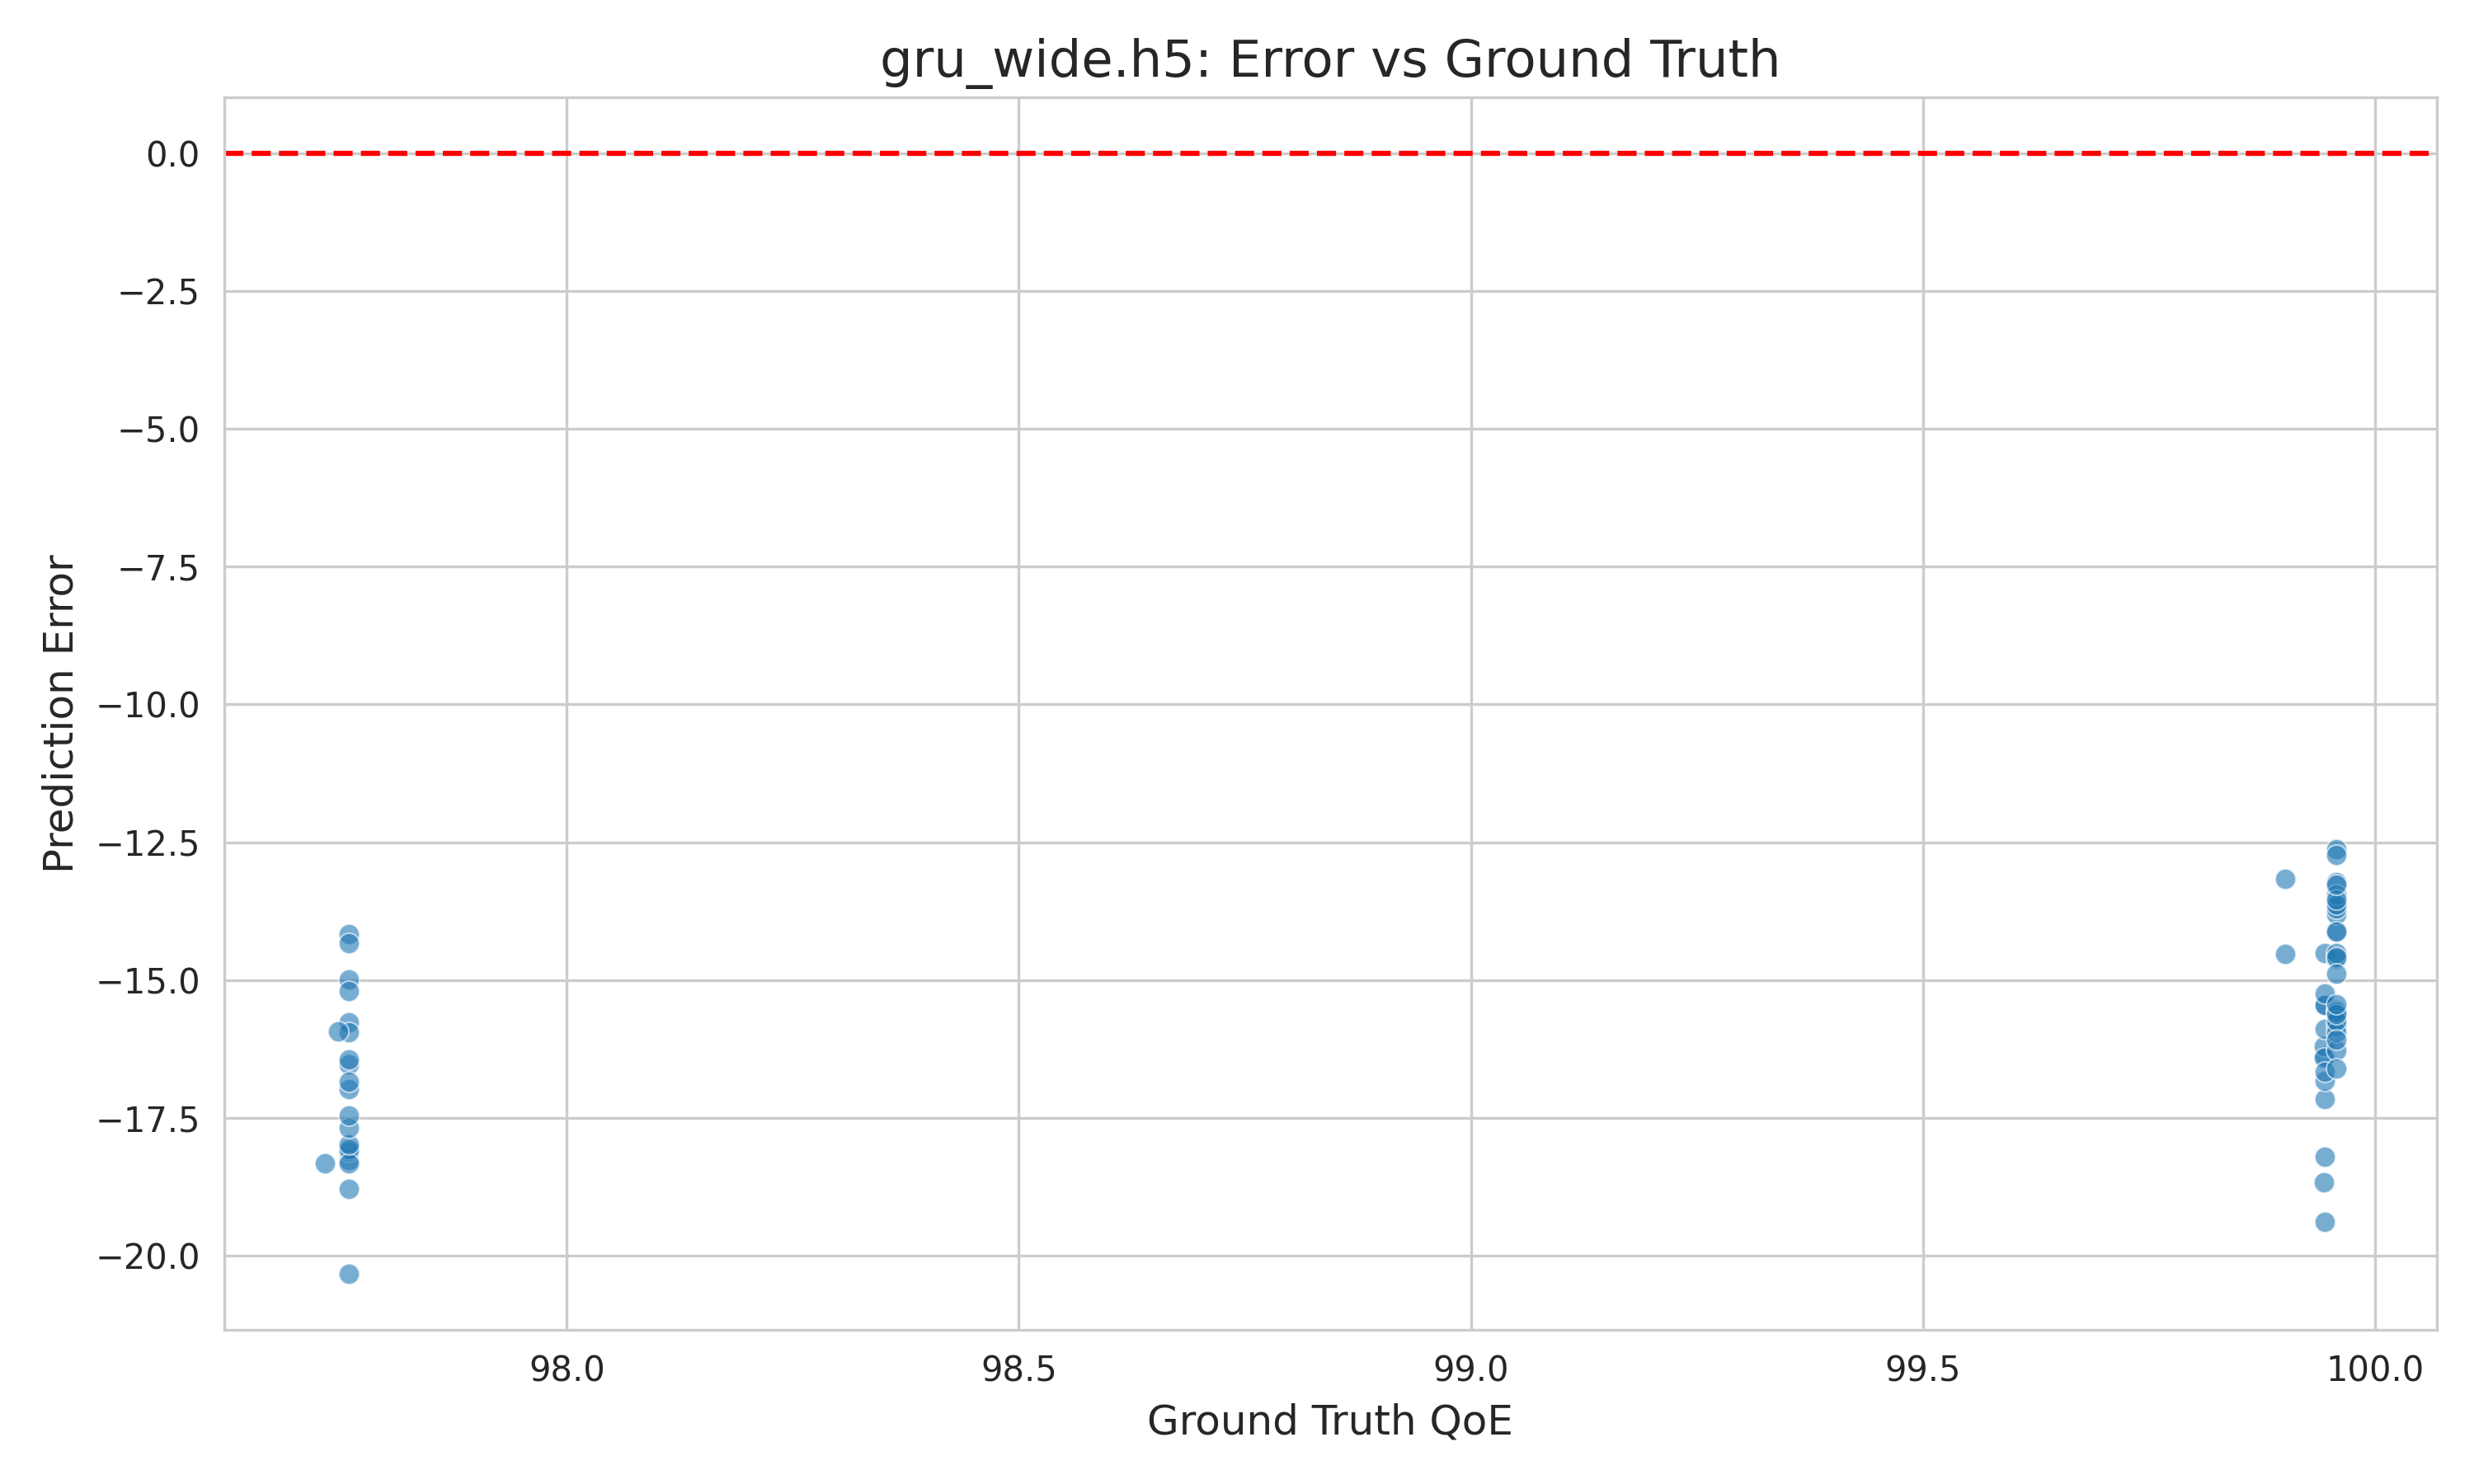 gru_wide.h5: Error vs Ground Truth
0.0
−2.5
−5.0
−7.5
−10.0
−12.5
−15.0
−17.5
−20.0
Prediction Error
98.0 98.5 99.0 99.5 100.0
Ground Truth QoE